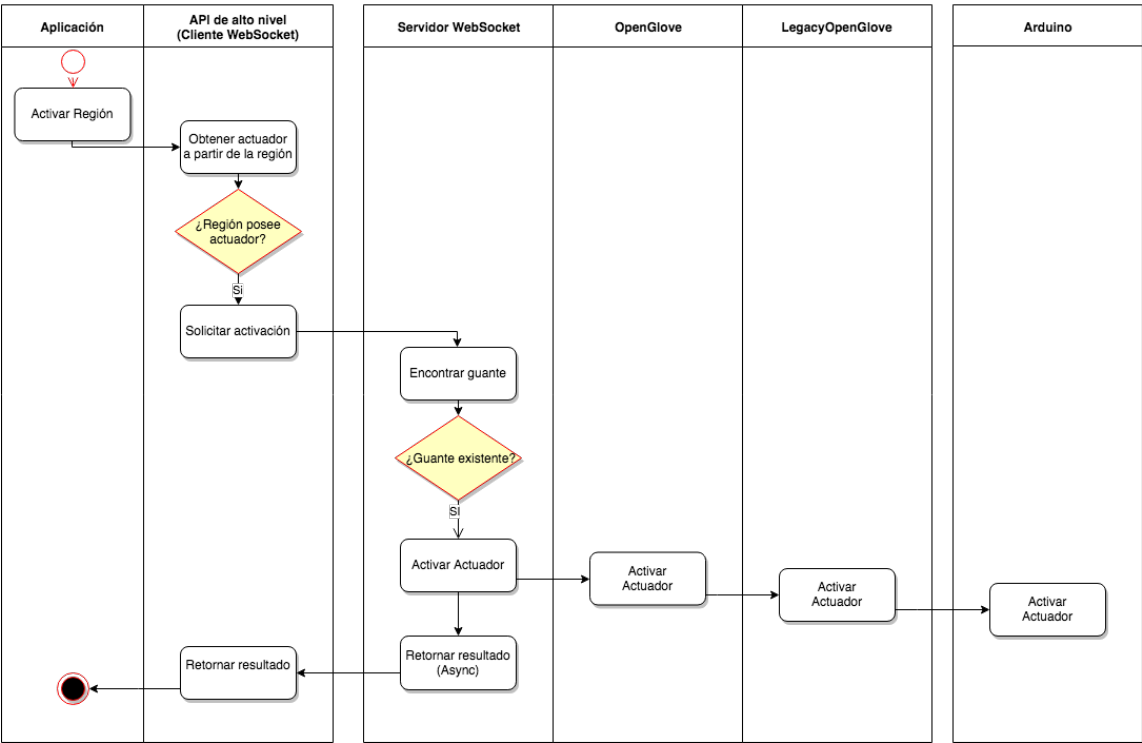 Aplicación
API de alto nivel
(Cliente WebSocket)
Servidor WebSocket
OpenGlove
LegacyOpenGlove
Arduino
Activar Región
Obtener actuador
a partir de la región
¿Región posee
actuador?
Si
Solicitar activación
Encontrar guante
¿Guante existente?
SI
Activar Actuador
Activar
Actuador
Activar
Actuador
Activar
Actuador
Retornar resultado
(Async)
Retornar resultado